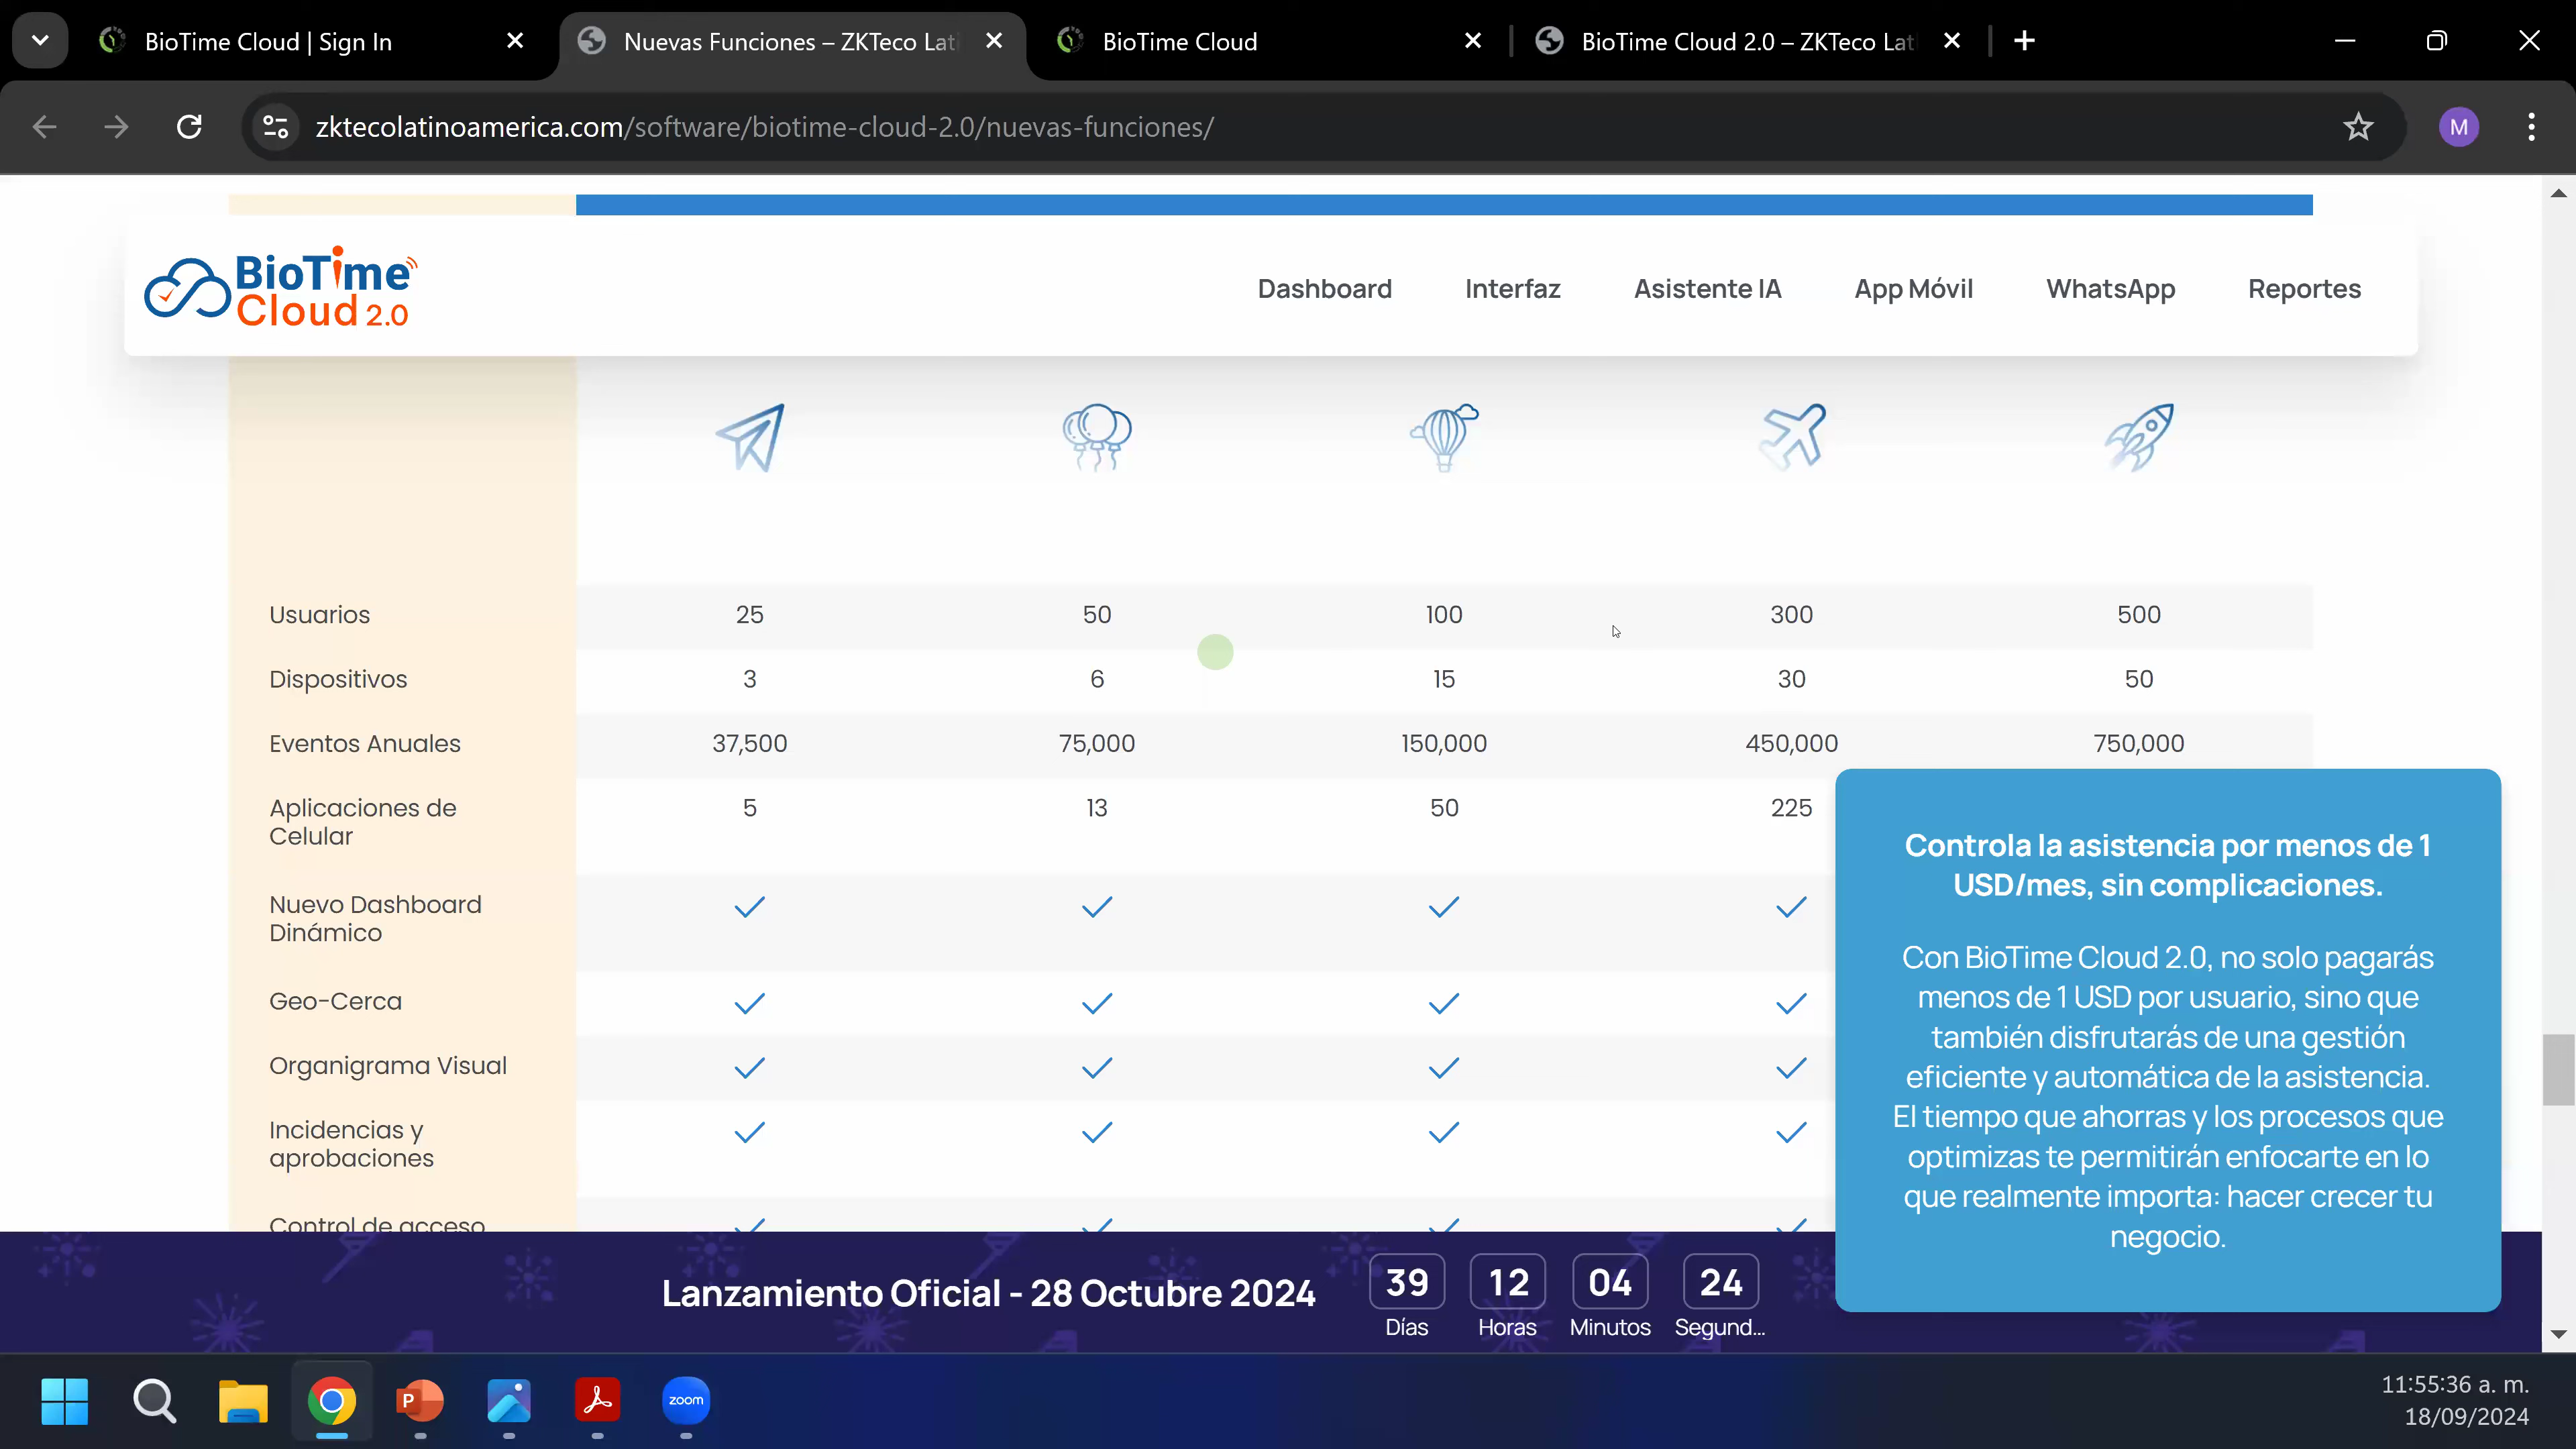 BioTime Cloud | Sign In
Nuevas Funciones – ZKTeco Lati
BioTime Cloud
BioTime Cloud 2.0 – ZKTeco Lat
zktecolatinoamerica.com/software/biotime-cloud-2.0/nuevas-funciones/
M
BioTime
Cloud 2.0
Dashboard Interfaz Asistente IA App Móvil WhatsApp Reportes
Usuarios 25 50 100 300 500
Dispositivos 3 6 15 30 50
Eventos Anuales 37,500 75,000 150,000 450,000 750,000
Aplicaciones de 5 13 50 225
Celular
Nuevo Dashboard
Dinámico
Geo-Cerca
Organigrama Visual
Incidencias y
aprobaciones
Control de acceso
Controla la asistencia por menos de 1
USD/mes, sin complicaciones.
Con BioTime Cloud 2.0, no solo pagarás
menos de 1 USD por usuario, sino que
también disfrutarás de una gestión
eficiente y automática de la asistencia.
El tiempo que ahorras y los procesos que
optimizas te permitirán enfocarte en lo
que realmente importa: hacer crecer tu
negocio.
Lanzamiento Oficial - 28 Octubre 2024
39 12 04 24
Días Horas Minutos Segund...
P
zoom
11:55:36 a. m.
18/09/2024